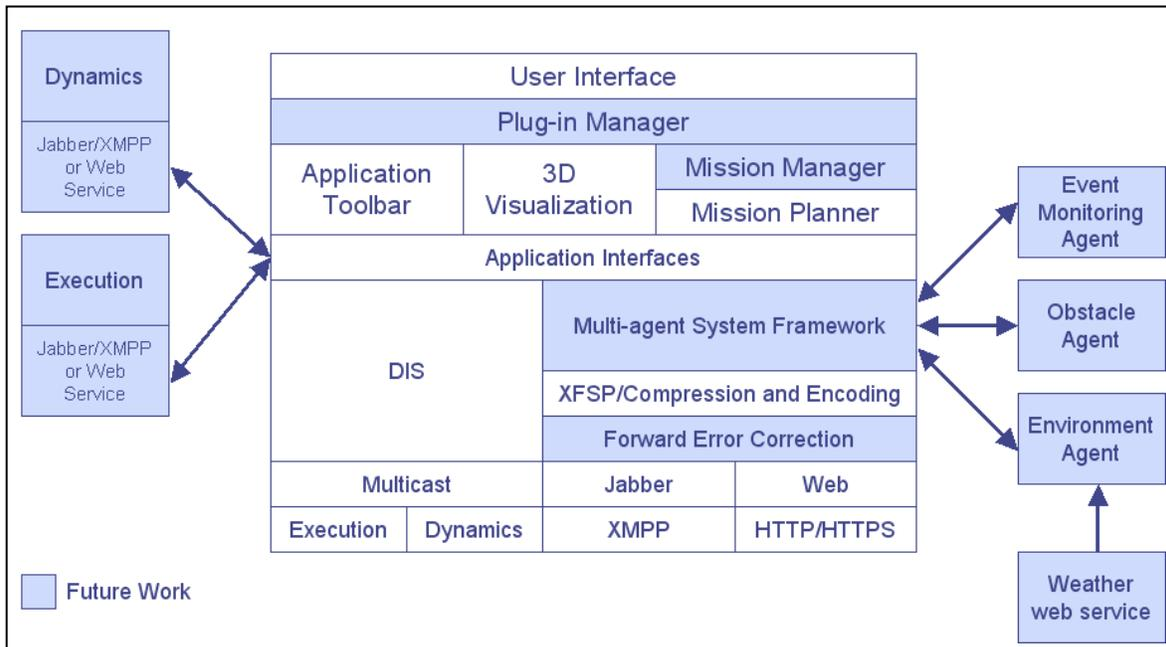 Dynamics
Jabber/XMPP
or Web
Service
Execution
Jabber/XMPP
or Web
Service
User Interface
Plug-in Manager
Application
Toolbar
3D
Visualization
Mission Manager
Mission Planner
Application Interfaces
DIS
Multi-agent System Framework
XFSP/Compression and Encoding
Forward Error Correction
Multicast
Jabber
Web
Execution
Dynamics
XMPP
HTTP/HTTPS
Event
Monitoring
Agent
Obstacle
Agent
Environment
Agent
Weather
web service
Future Work